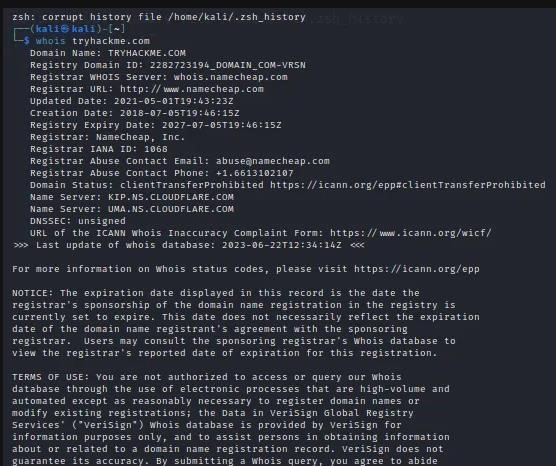 zsh: corrupt history file /home/kali/.zsh_history
┌──(kali㉿kali)-[~]
└─$ whois tryhackme.com
Domain Name: TRYHACKME.COM
Registry Domain ID: 2282723194_DOMAIN_COM-VRSN
Registrar WHOIS Server: whois.namecheap.com
Registrar URL: http://www.namecheap.com
Updated Date: 2021-05-01T19:43:23Z
Creation Date: 2018-07-05T19:46:15Z
Registry Expiry Date: 2027-07-05T19:46:15Z
Registrar: NameCheap, Inc.
Registrar IANA ID: 1068
Registrar Abuse Contact Email: abuse@namecheap.com
Registrar Abuse Contact Phone: +1.6613102107
Domain Status: clientTransferProhibited https://icann.org/epp#clientTransferProhibited
Name Server: KIP.NS.CLOUDFLARE.COM
Name Server: UMA.NS.CLOUDFLARE.COM
DNSSEC: unsigned
URL of the ICANN Whois Inaccuracy Complaint Form: https://www.icann.org/wicf/
>>> Last update of whois database: 2023-06-22T12:34:14Z <<<
For more information on Whois status codes, please visit https://icann.org/epp
NOTICE: The expiration date displayed in this record is the date the
registrar's sponsorship of the domain name registration in the registry is
currently set to expire. This date does not necessarily reflect the expiration
date of the domain name registrant's agreement with the sponsoring
registrar. Users may consult the sponsoring registrar's Whois database to
view the registrar's reported date of expiration for this registration.
TERMS OF USE: You are not authorized to access or query our Whois
database through the use of electronic processes that are high-volume and
automated except as reasonably necessary to register domain names or
modify existing registrations; the Data in VeriSign Global Registry
Services' ("VeriSign") Whois database is provided by VeriSign for
information purposes only, and to assist persons in obtaining information
about or related to a domain name registration record. VeriSign does not
guarantee its accuracy. By submitting a Whois query, you agree to abide